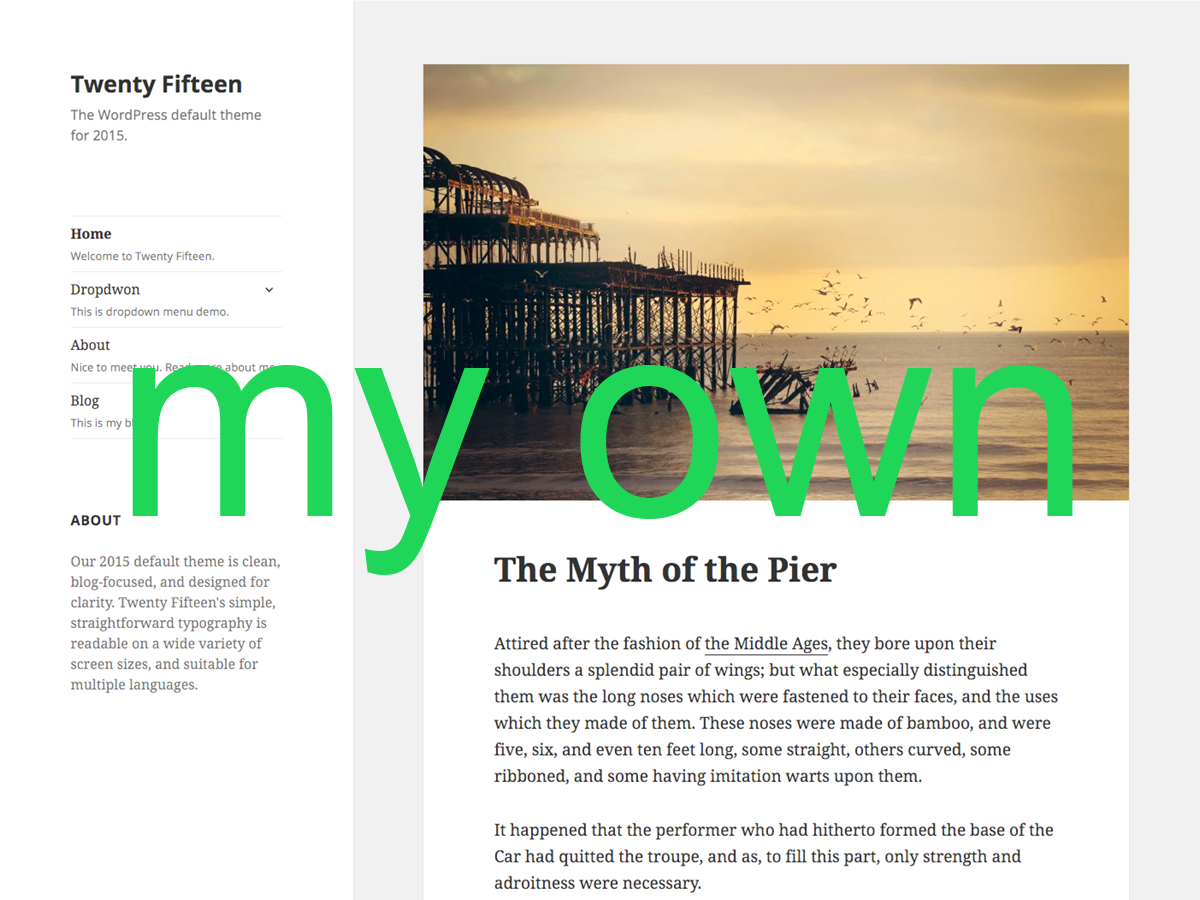 Twenty Fifteen
The WordPress default theme
for 2015.
Home
Welcome to Twenty Fifteen.
Dropdwon
This is dropdown menu demo.
About
Nice to meet you. Read more about me
Blog
This is my bl
my own
ABOUT
Our 2015 default theme is clean,
blog-focused, and designed for
clarity. Twenty Fifteen's simple,
straightforward typography is
readable on a wide variety of
screen sizes, and suitable for
multiple languages.
The Myth of the Pier
Attired after the fashion of the Middle Ages, they bore upon their
shoulders a splendid pair of wings; but what especially distinguished
them was the long noses which were fastened to their faces, and the uses
which they made of them. These noses were made of bamboo, and were
five, six, and even ten feet long, some straight, others curved, some
ribboned, and some having imitation warts upon them.
It happened that the performer who had hitherto formed the base of the
Car had quitted the troupe, and as, to fill this part, only strength and
adroitness were necessary.